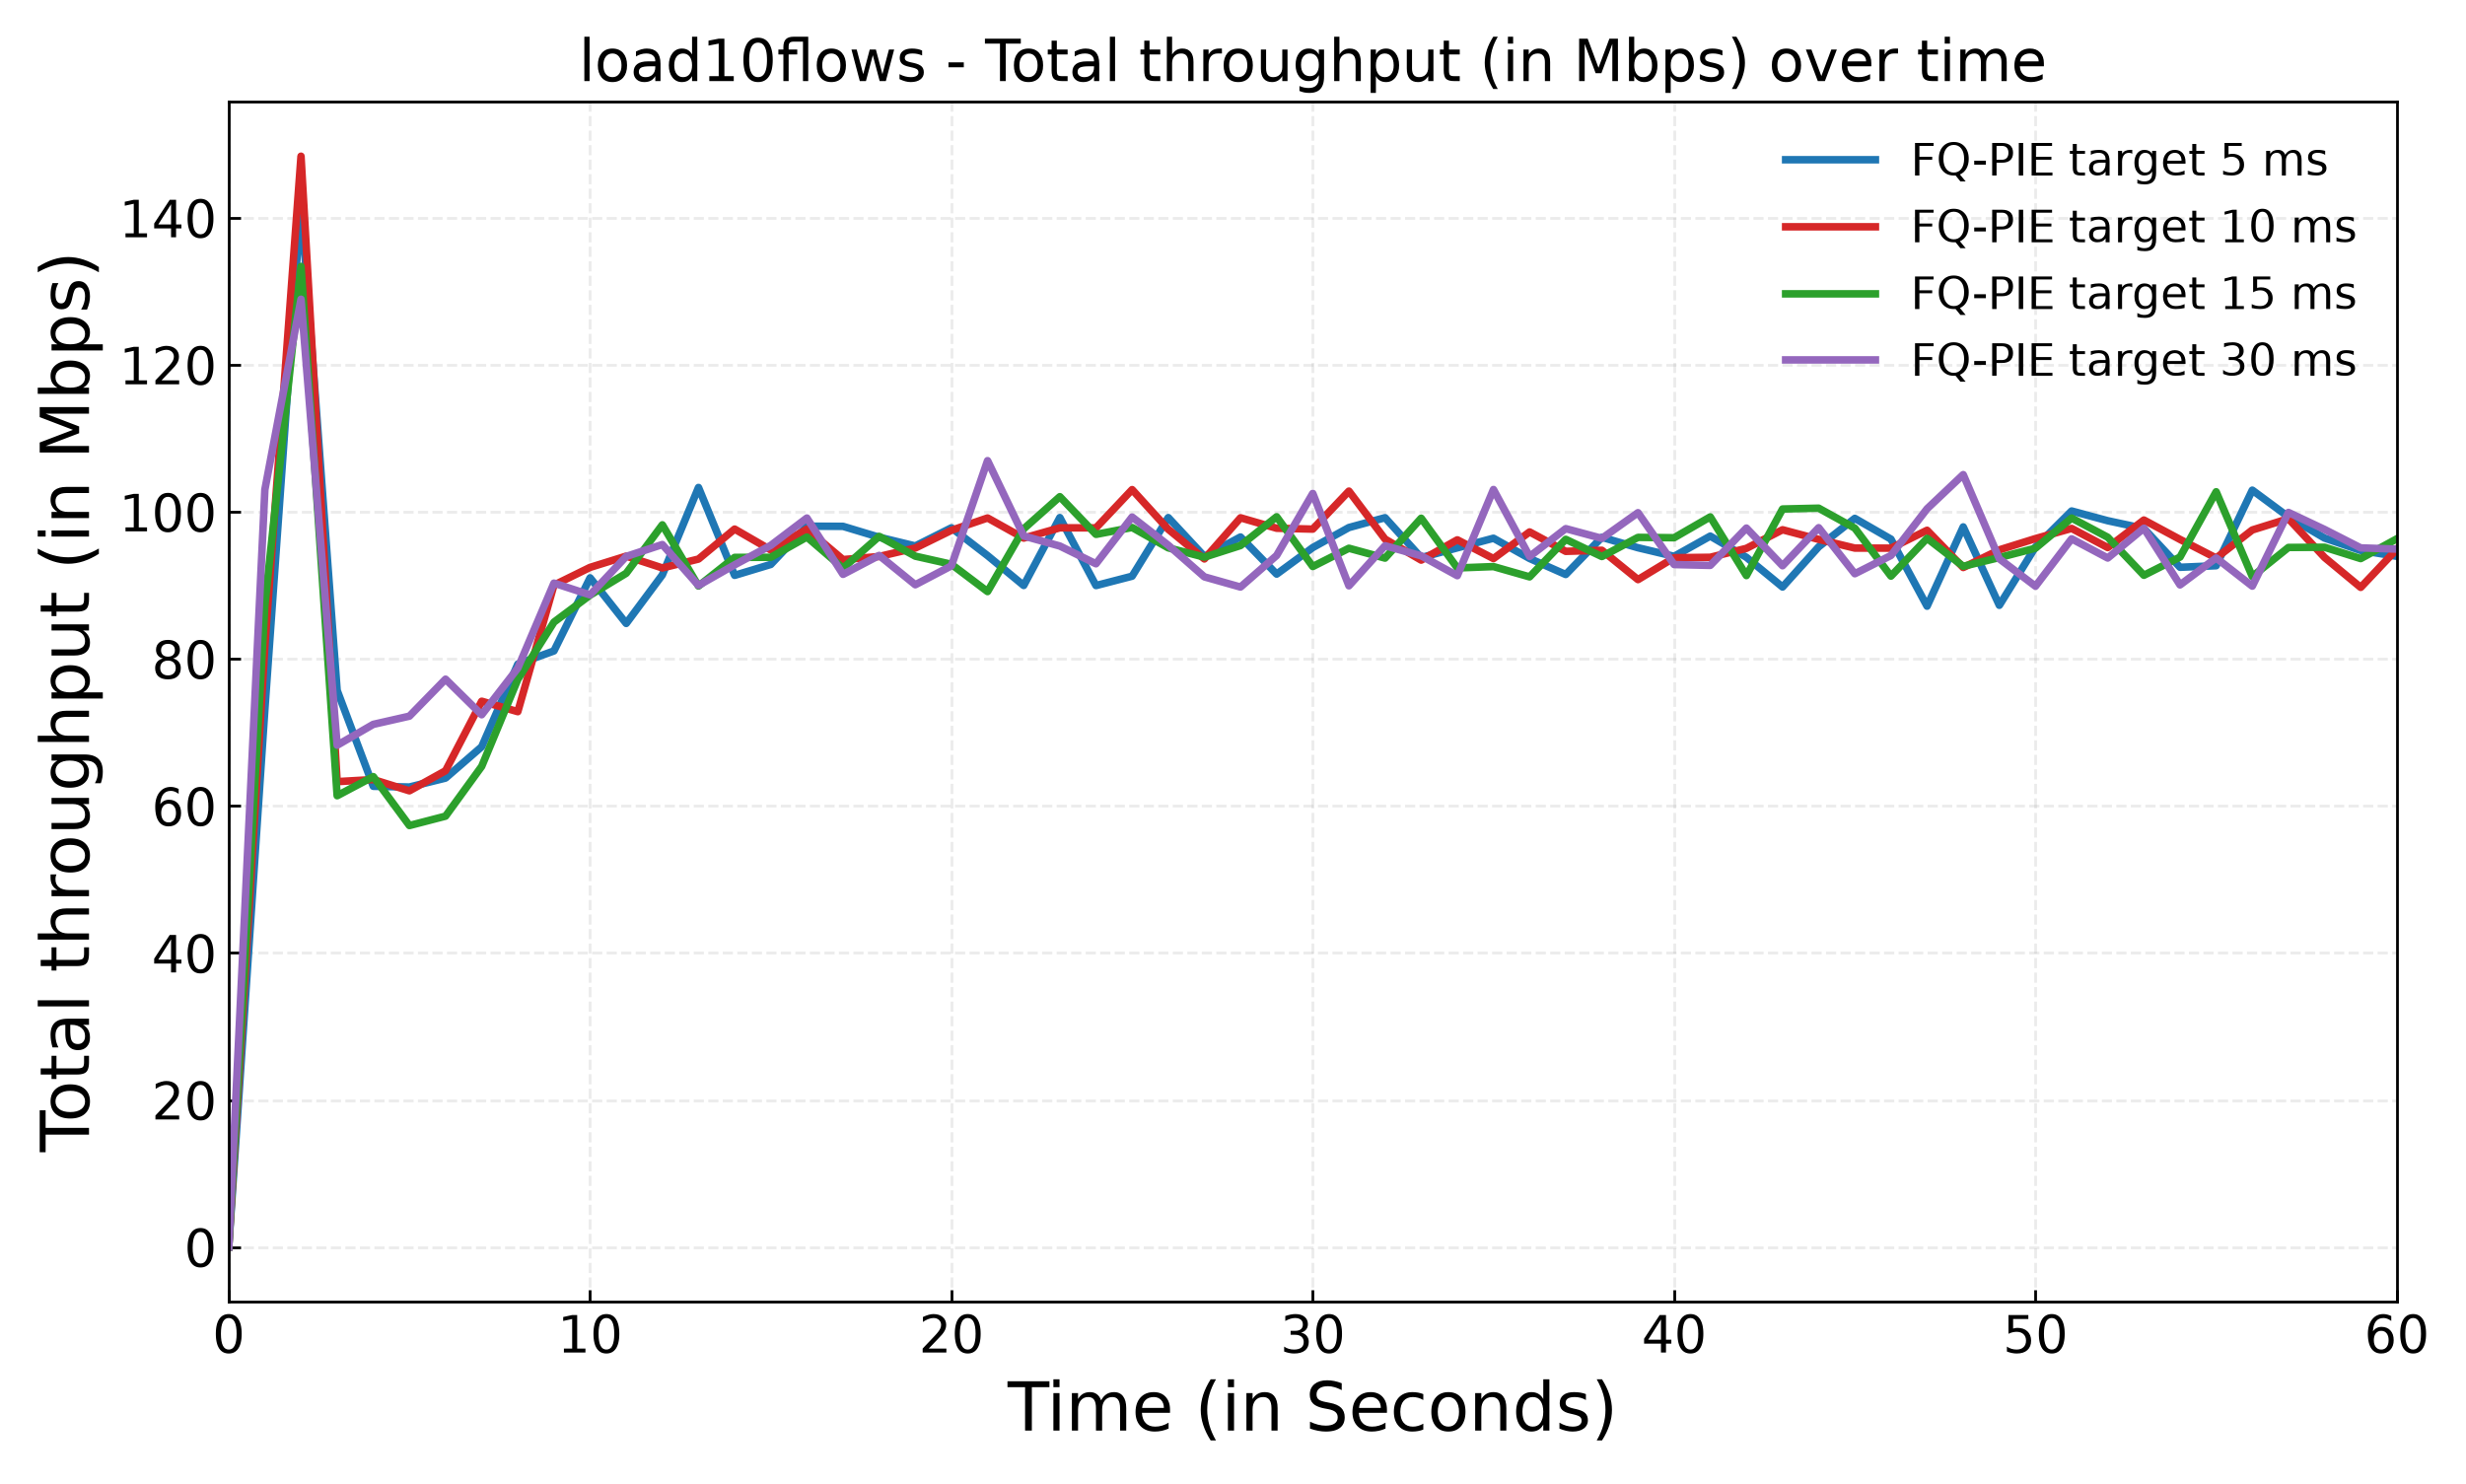 load10flows - Total throughput (in Mbps) over time
FQ-PIE target 5 ms
FQ-PIE target 10 ms
FQ-PIE target 15 ms
FQ-PIE target 30 ms
Total throughput (in Mbps)
140
120
100
80
60
40
20
0
0 10 20 30 40 50 60
Time (in Seconds)